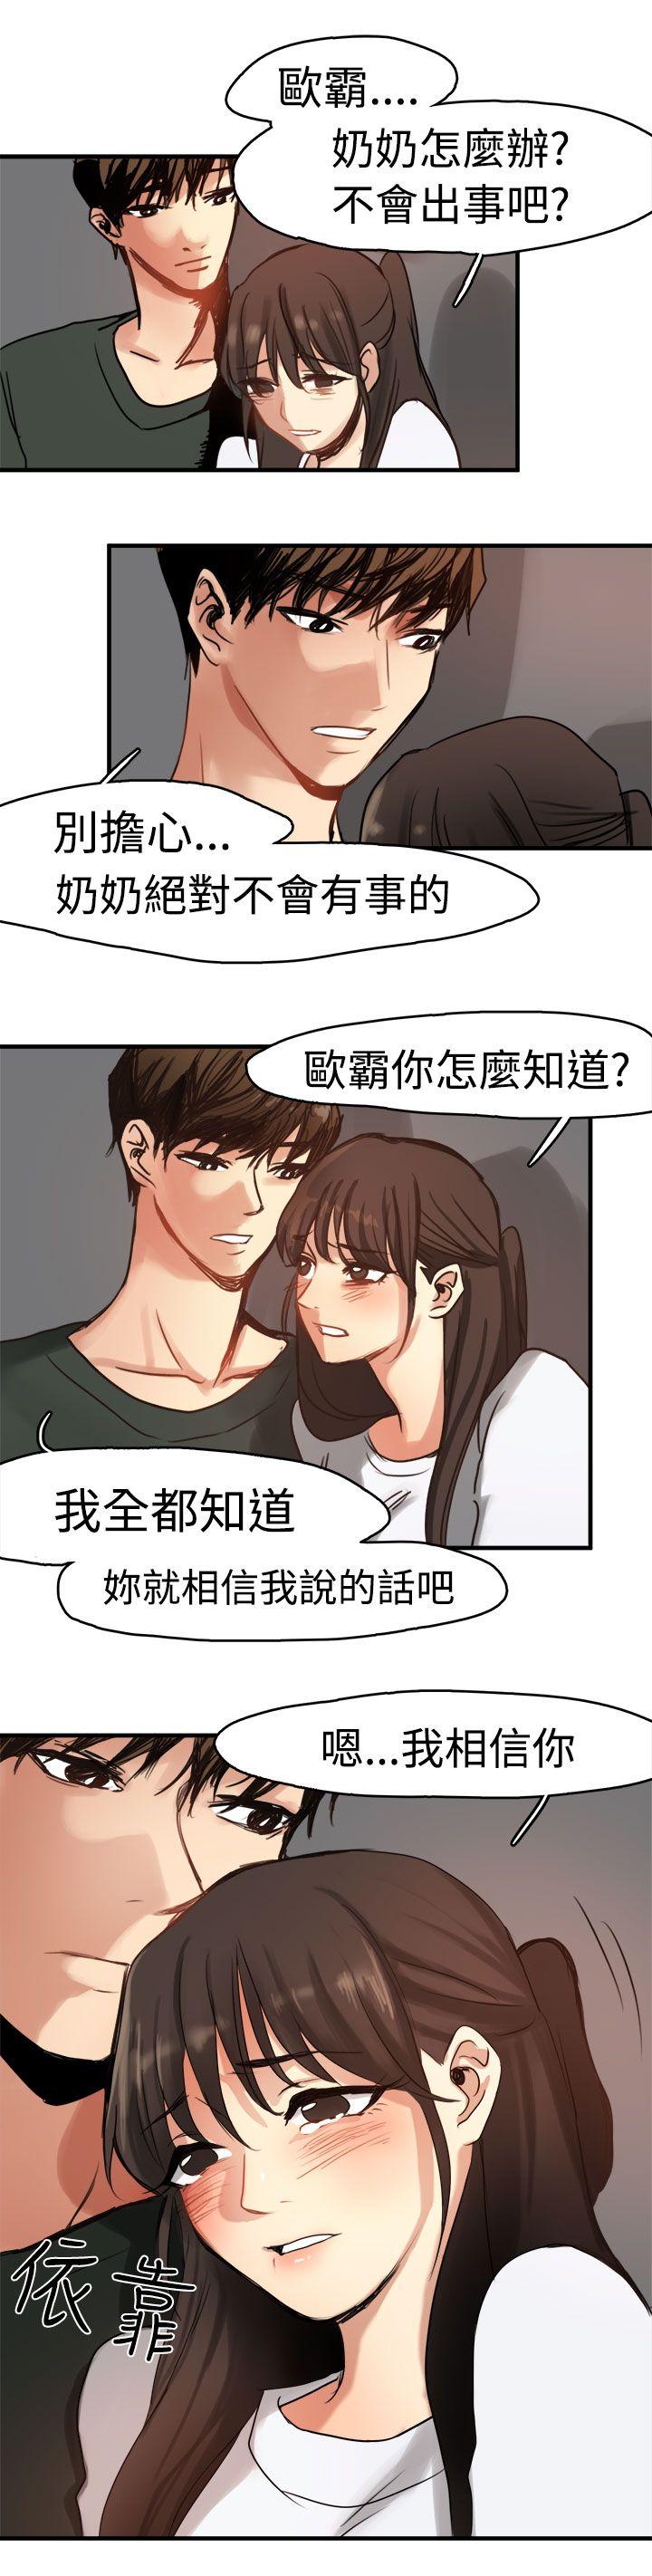 歐霸....
奶奶怎麼辦?
不會出事吧?
別擔心...
奶奶絕對不會有事的
歐霸你怎麼知道?
我全都知道
妳就相信我說的話吧
嗯...我相信你
依靠